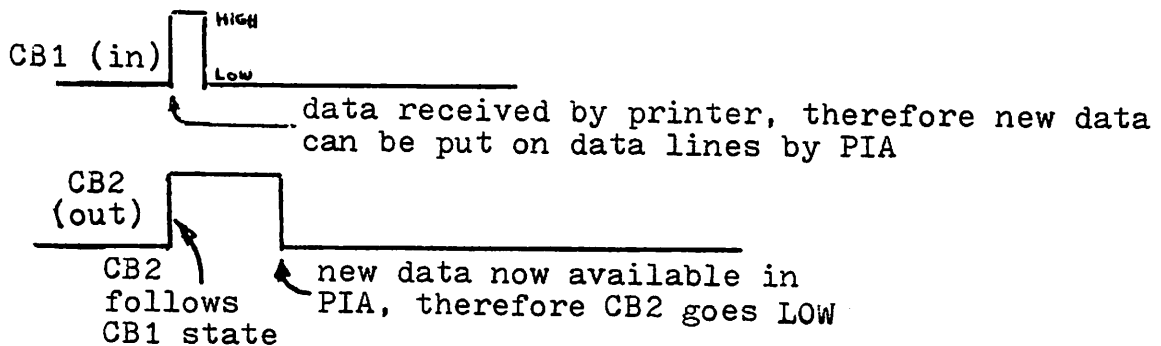 HIGH
CB1 (in)
LOW
data received by printer, therefore new data
can be put on data lines by PIA
CB2
(out)
CB2
follows
CB1 state
new data now available in
PIA, therefore CB2 goes LOW